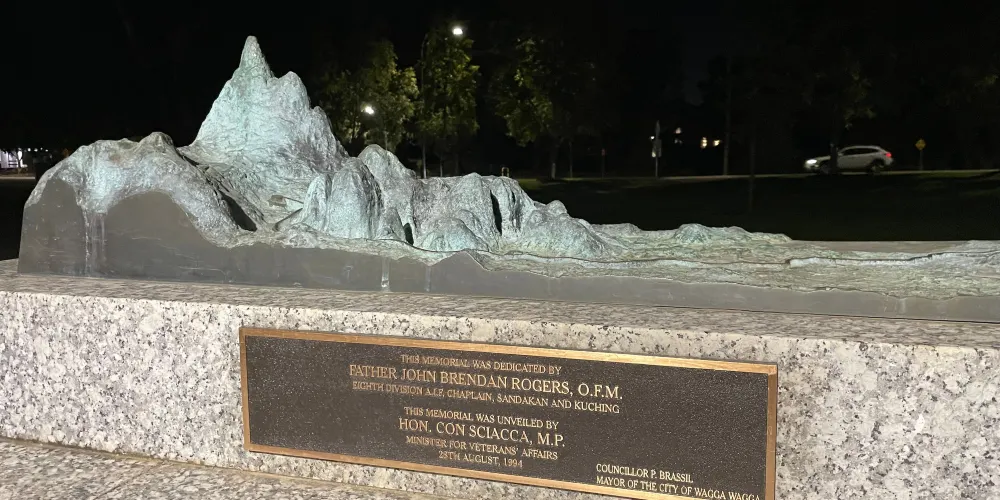 THIS MEMORIAL WAS DEDICATED BY
FATHER JOHN BRENDAN ROGERS, O.F.M.
EIGHTH DIVISION A.I.F. CHAPLAIN, SANDAKAN AND KUCHING
THIS MEMORIAL WAS UNVEILED BY
HON. CON SCIACCA, M.P.
MINISTER FOR VETERANS' AFFAIRS
28TH AUGUST, 1994
COUNCILLOR P. BRASSIL
MAYOR OF THE CITY OF WAGGA WAGGA